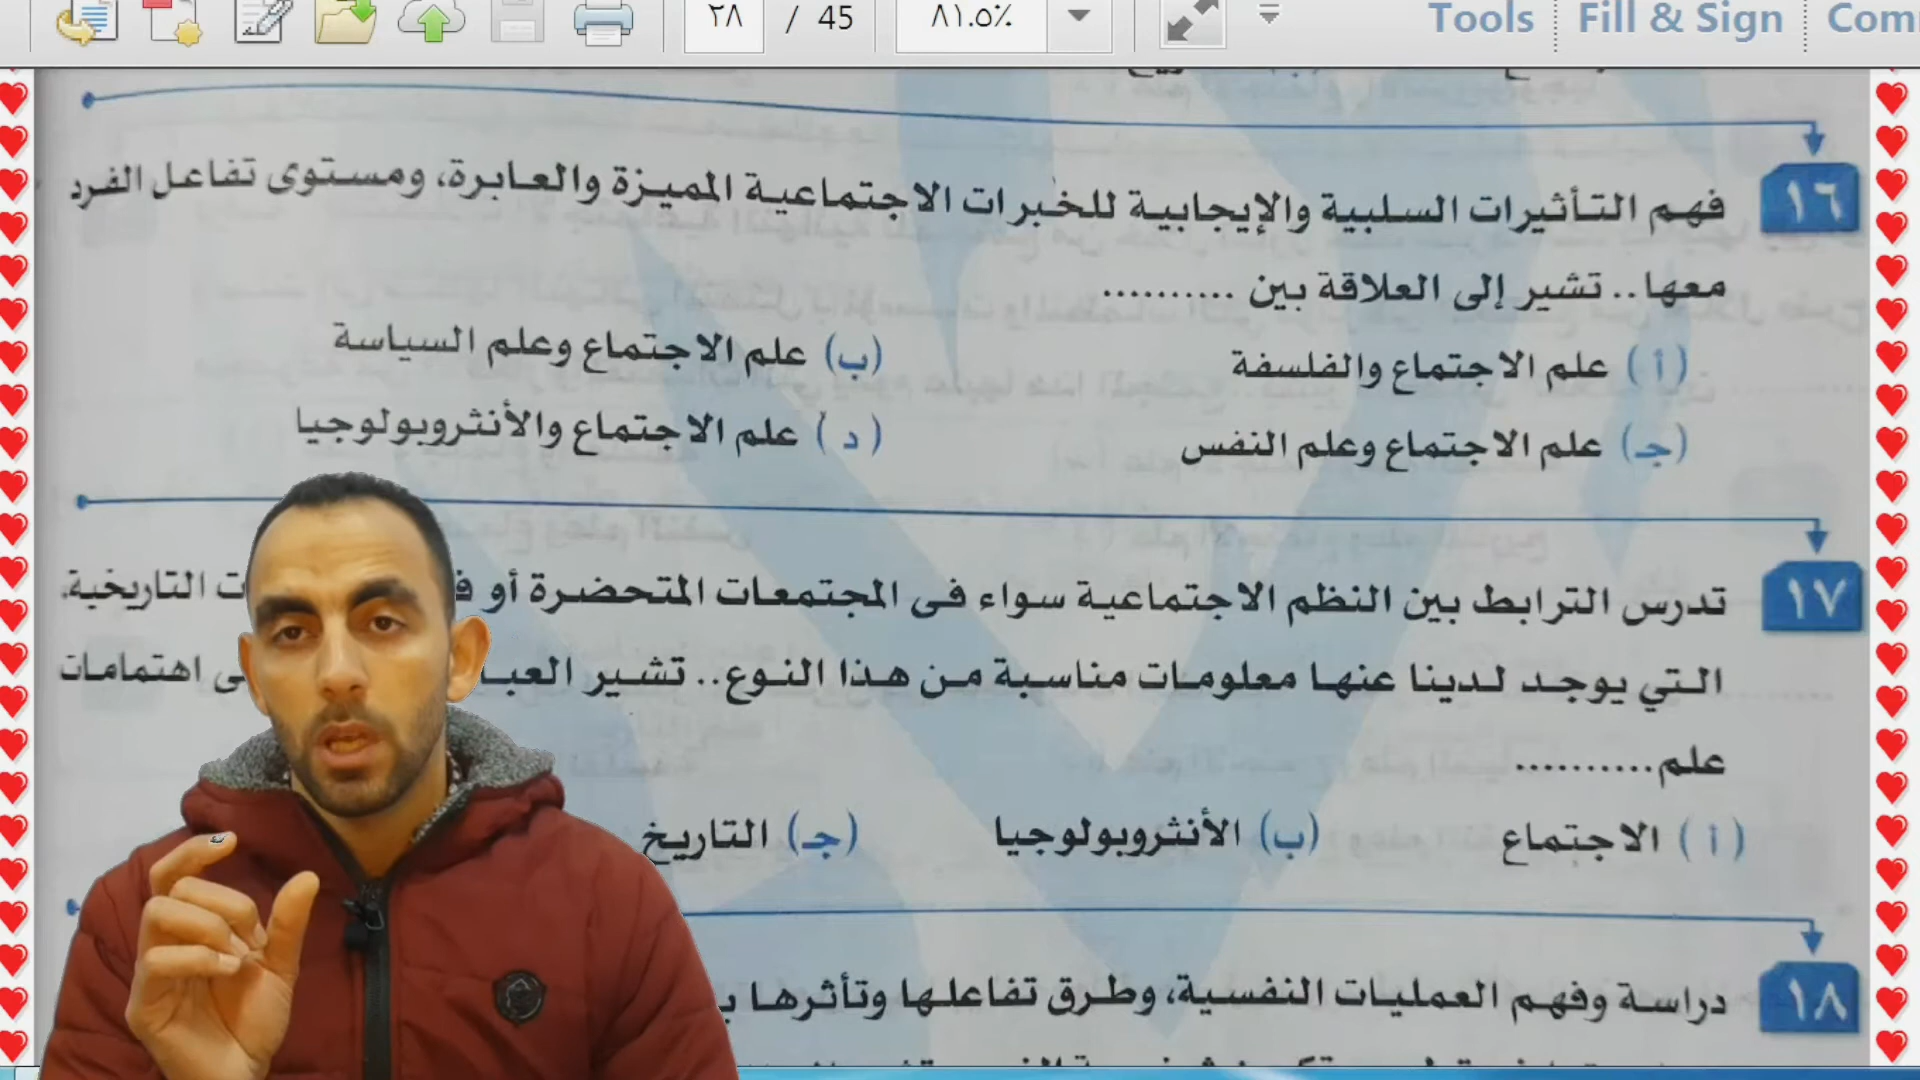 ٢٨ / 45 ٨١.٥٪ Tools Fill & Sign
١٦ فهم التأثيرات السلبية والإيجابية للخبرات الاجتماعية المميزة والعابرة، ومستوى تفاعل الفرد
معها.. تشير إلى العلاقة بين ..........
( أ ) علم الاجتماع والفلسفة (ب) علم الاجتماع وعلم السياسة
(جـ) علم الاجتماع وعلم النفس ( د ) علم الاجتماع والأنثروبولوجيا
١٧ تدرس الترابط بين النظم الاجتماعية سواء فى المجتمعات المتحضرة أو التاريخية،
التي يوجد لدينا عنها معلومات مناسبة من هذا النوع.. تشير اهتمامات
علم..........
( أ ) الاجتماع (ب) الأنثروبولوجيا (جـ) التاريخ
١٨ دراسة وفهم العمليات النفسية، وطرق تفاعلها وتأثرها